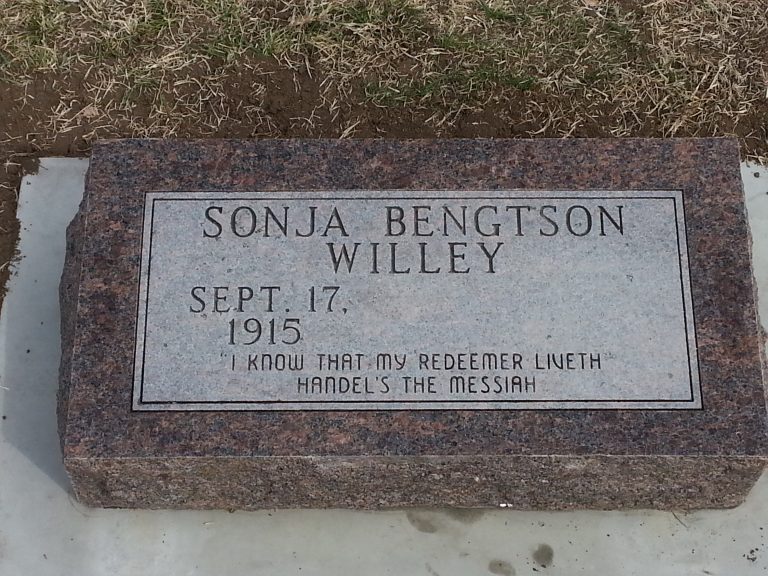 SONJA BENGTSON
WILLEY
SEPT. 17,
1915
"I KNOW THAT MY REDEEMER LIVETH"
HANDEL'S THE MESSIAH